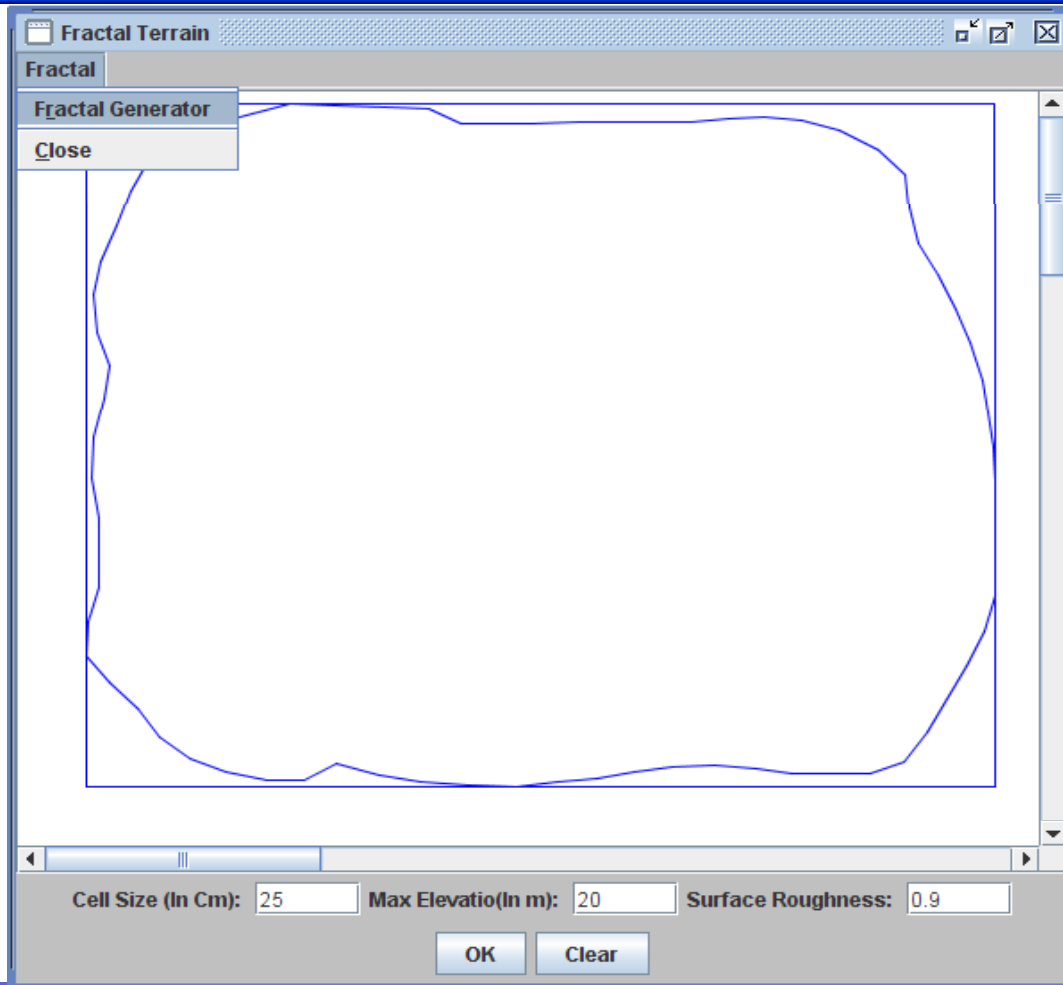 Fractal Terrain
Fractal
Fractal Generator
Close
Cell Size (In Cm): 25 Max Elevatio(In m): 20 Surface Roughness: 0.9
OK Clear